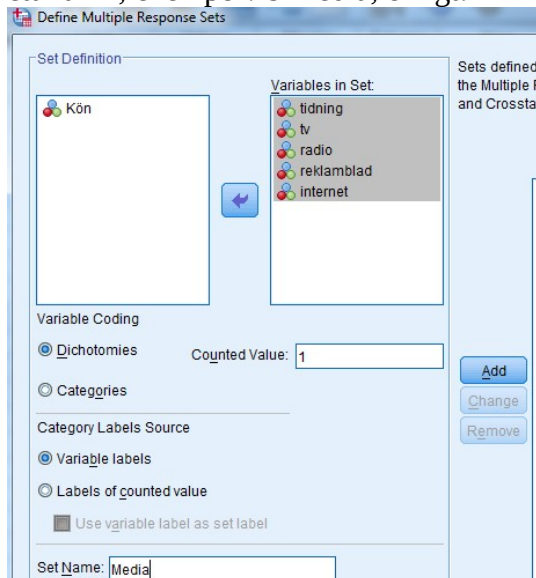 Define Multiple Response Sets
Set Definition
Variables in Set:
Kön
tidning
tv
radio
reklamblad
internet
Sets defined
the Multiple
and Crossta
Variable Coding
Dichotomies
Counted Value: 1
Categories
Category Labels Source
Variable labels
Labels of counted value
Use variable label as set label
Set Name: Media
Add
Change
Remove